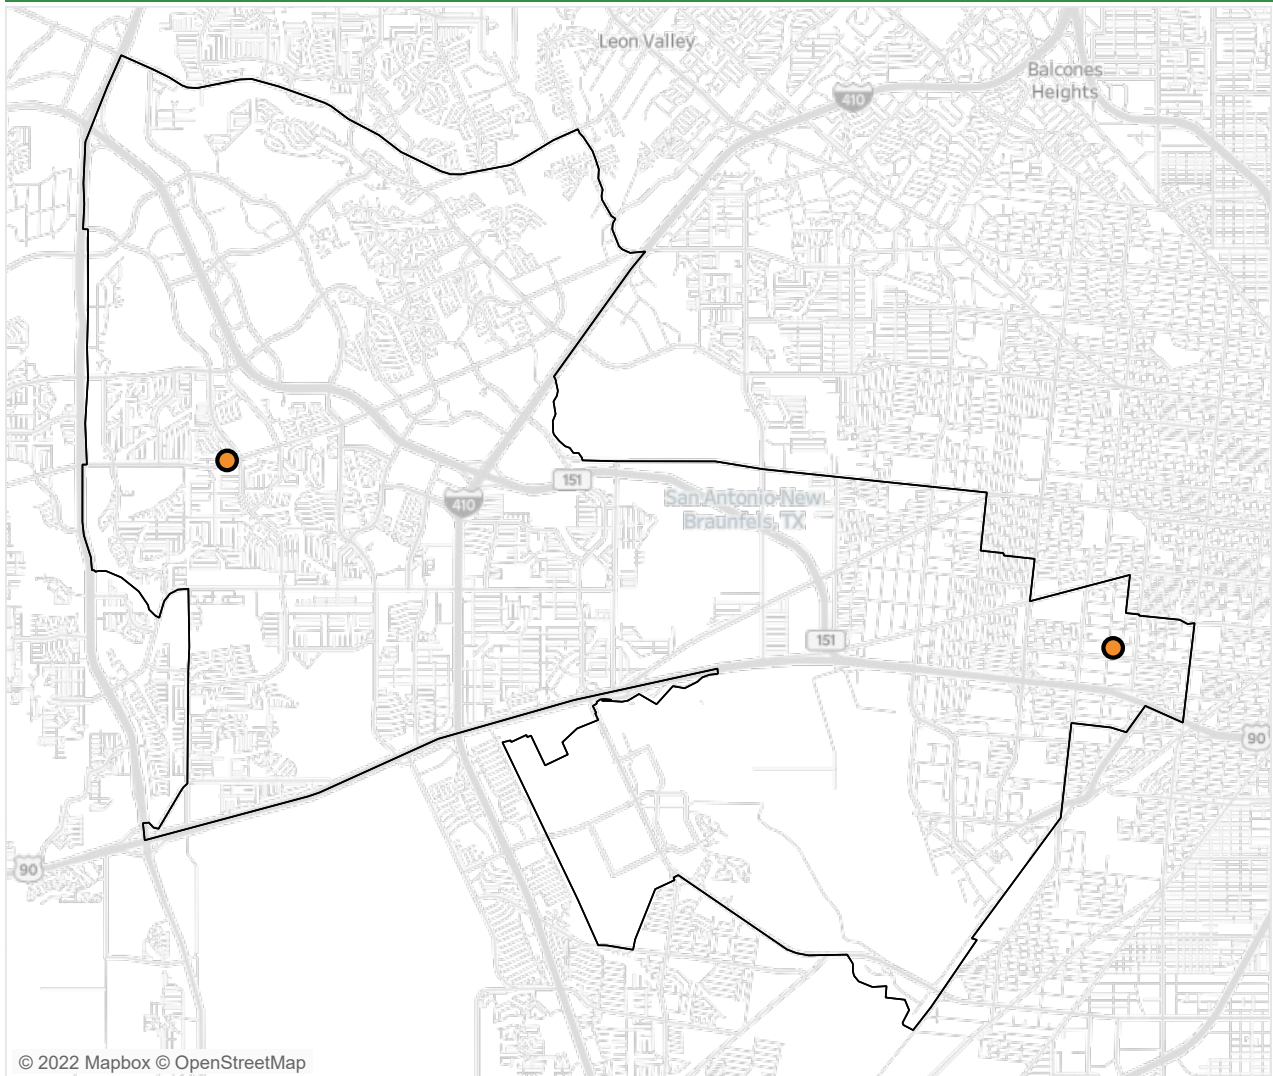 Leon Valley
Balcones
Heights
410
151
410
San Antonio-New
Braunfels, TX
151
90
90
© 2022 Mapbox © OpenStreetMap